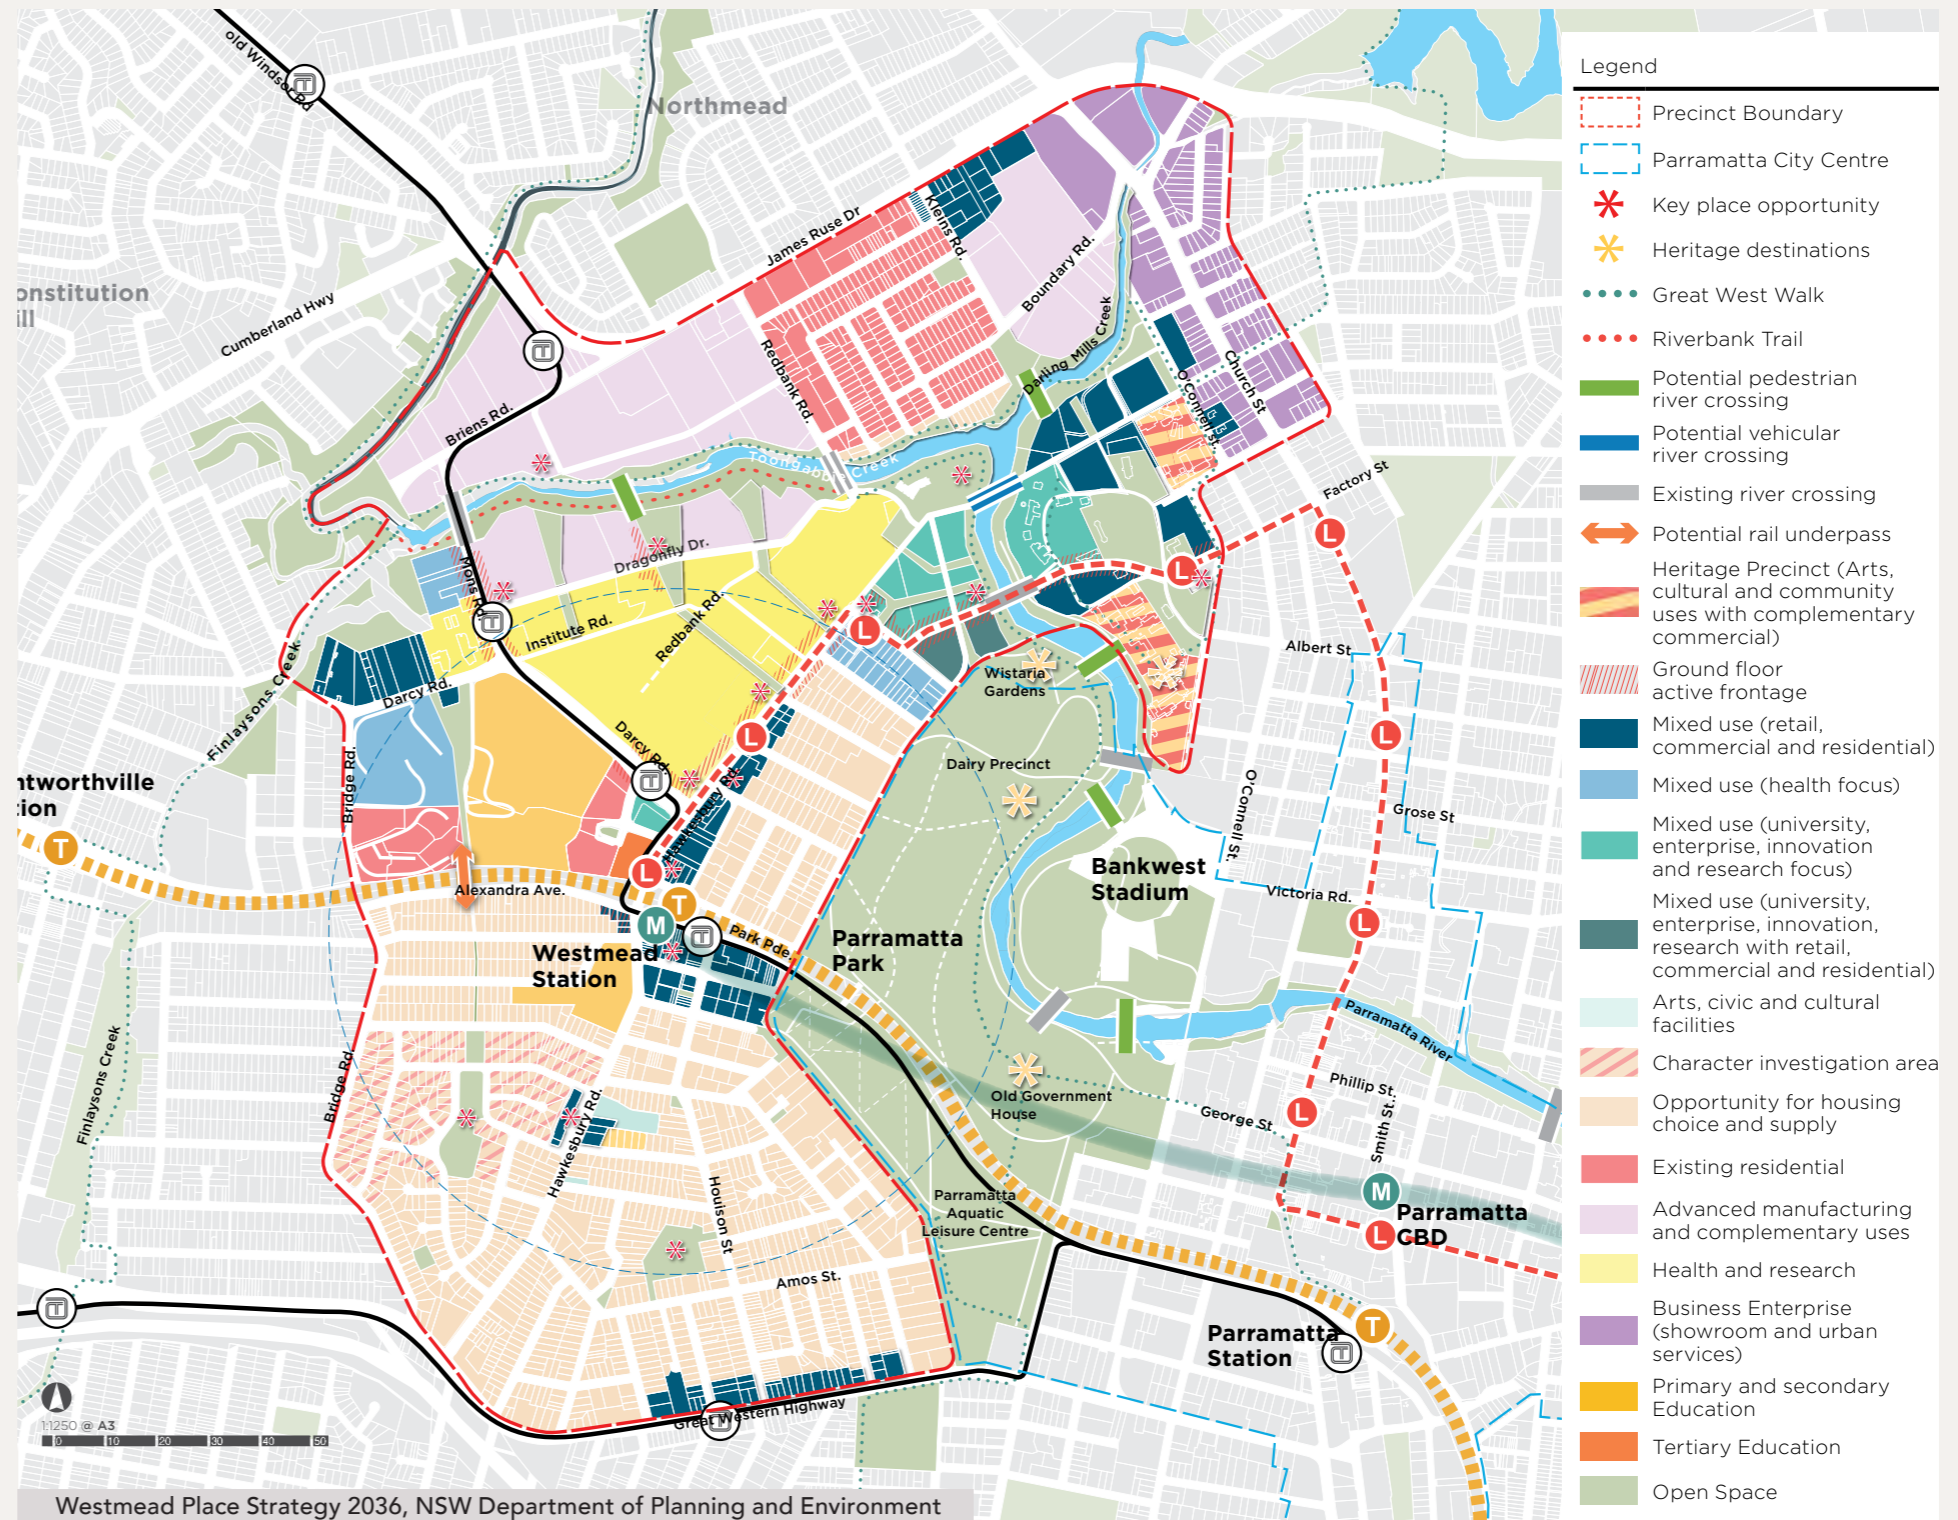 old Windsor Rd
Northmead
onstitution
ill
Cumberland Hwy
James Ruse Dr
Kleins Rd.
Boundary Rd.
Redbank Rd.
Darling Mills Creek
Church St
O'Connell St.
Briens Rd.
Toongabbie Creek
Factory St
Mons Rd.
Dragonfly Dr.
Institute Rd.
Redbank Rd.
L
L
L
Albert St
Finlaysons Creek
Darcy Rd.
Wistaria
Gardens
Darcy Rd.
L
L
Dairy Precinct
O'Connell St.
Grose St
ntworthville
tion
Bridge Rd.
Hawkesbury Rd.
T
L
Alexandra Ave.
T
M
Park Pde.
Bankwest
Stadium
Victoria Rd.
L
Westmead
Station
Parramatta
Park
Parramatta River
Finlaysons Creek
Bridge Rd.
Hawkesbury Rd.
Old Government
House
Phillip St.
George St
L
Smith St.
Houison St
Parramatta
Aquatic
Leisure Centre
M
Parramatta
CBD
L
Amos St.
Parramatta
Station
T
Great Western Highway
1:1250 @ A3
0 10 20 30 40 50
Westmead Place Strategy 2036, NSW Department of Planning and Environment
Legend
Precinct Boundary
Parramatta City Centre
Key place opportunity
Heritage destinations
Great West Walk
Riverbank Trail
Potential pedestrian
river crossing
Potential vehicular
river crossing
Existing river crossing
Potential rail underpass
Heritage Precinct (Arts,
cultural and community
uses with complementary
commercial)
Ground floor
active frontage
Mixed use (retail,
commercial and residential)
Mixed use (health focus)
Mixed use (university,
enterprise, innovation
and research focus)
Mixed use (university,
enterprise, innovation,
research with retail,
commercial and residential)
Arts, civic and cultural
facilities
Character investigation area
Opportunity for housing
choice and supply
Existing residential
Advanced manufacturing
and complementary uses
Health and research
Business Enterprise
(showroom and urban
services)
Primary and secondary
Education
Tertiary Education
Open Space